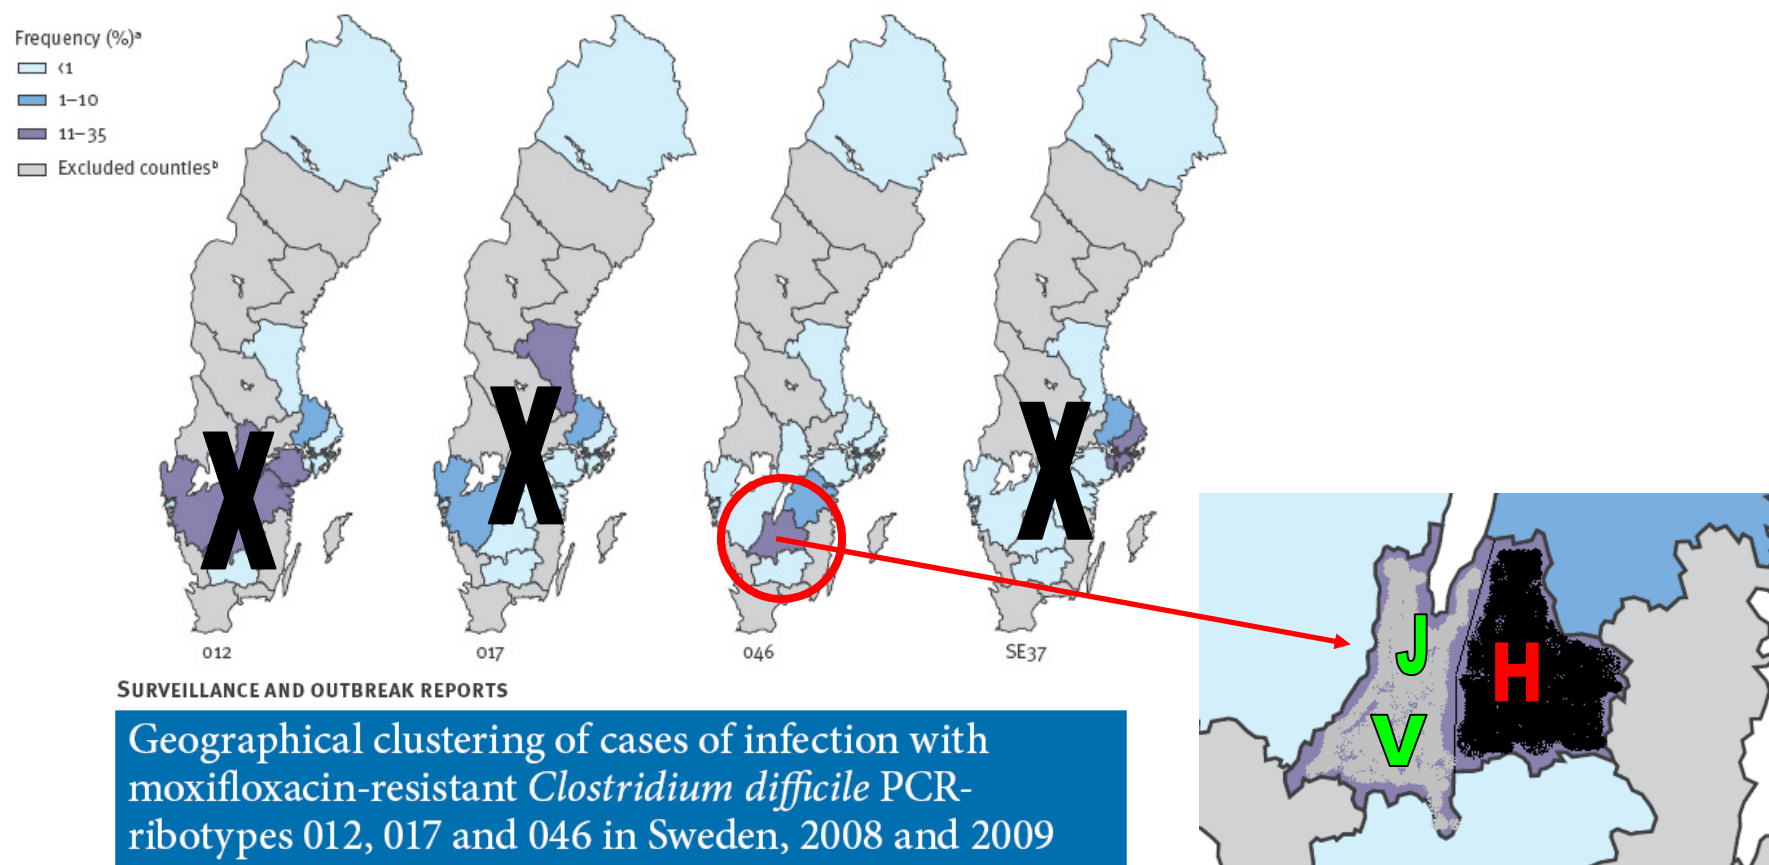 Frequency (%)ª
<1
1–10
11–35
Excluded countiesᵇ
X
X
X
012
017
046
SE37
J
H
V
SURVEILLANCE AND OUTBREAK REPORTS
Geographical clustering of cases of infection with
moxifloxacin-resistant Clostridium difficile PCR-
ribotypes 012, 017 and 046 in Sweden, 2008 and 2009